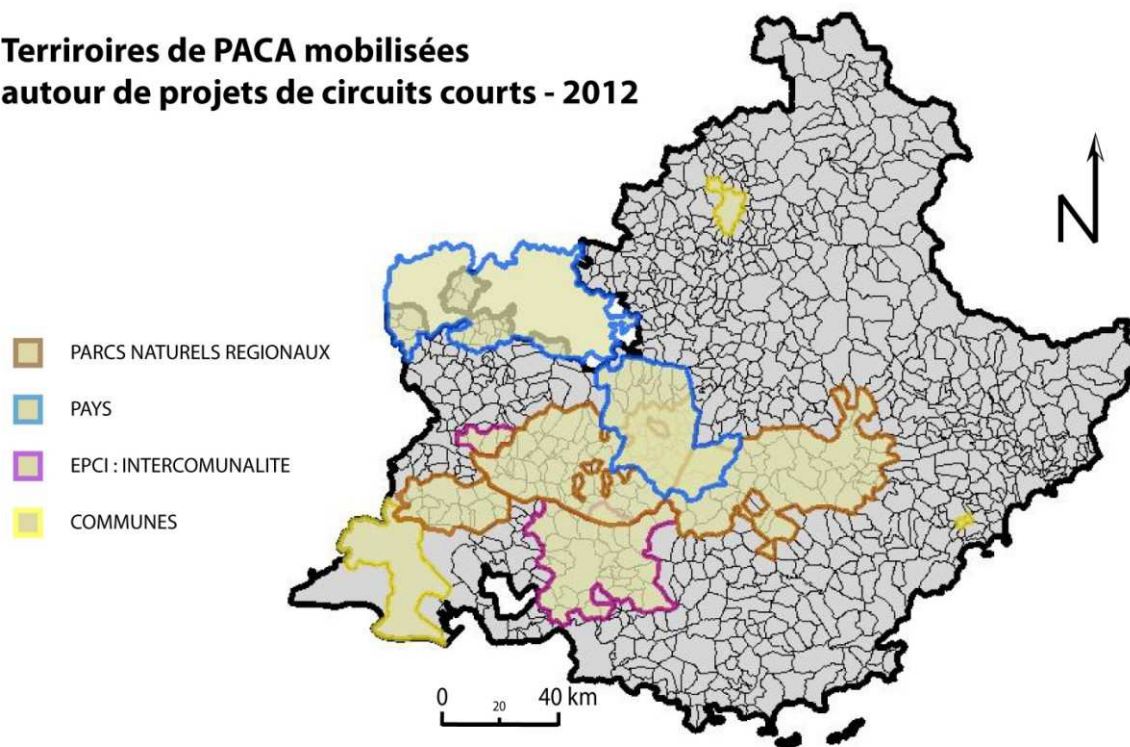 Terriroires de PACA mobilisées
autour de projets de circuits courts - 2012
N
PARCS NATURELS REGIONAUX
PAYS
EPCI : INTERCOMUNALITE
COMMUNES
0 20 40 km